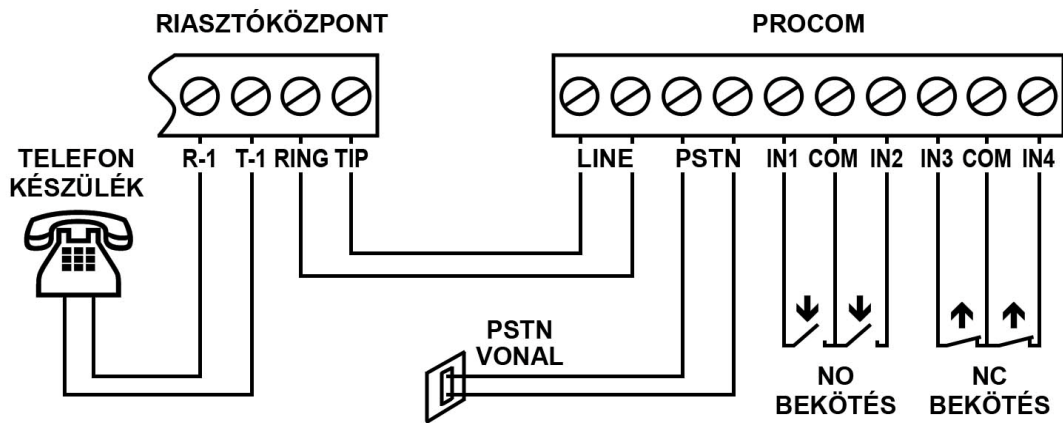 RIASZTÓKÖZPONT
PROCOM
R-1 T-1 RING TIP
LINE PSTN IN1 COM IN2 IN3 COM IN4
TELEFON
KÉSZÜLÉK
PSTN
VONAL
NO
BEKÖTÉS
NC
BEKÖTÉS